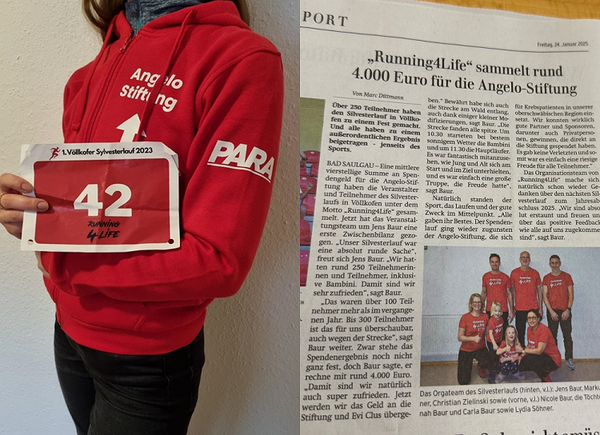 Angelo
Stiftung
PARA
1. Völlkofer Sylvesterlauf 2023
42
RUNNING
4 LIFE
PORT
Freitag, 24. Januar 2025
„Running4Life“ sammelt rund
4.000 Euro für die Angelo-Stiftung
Von Marc Dittmann
Über 250 Teilnehmer haben
den Silvesterlauf in Völlko-
fen zu einem Fest gemacht.
Und alle haben zu einem
außerordentlichen Ergebnis
beigetragen – jenseits des
Sports.
BAD SAULGAU – Eine mittlere
vierstellige Summe an Spen-
dengeld für die Angelo-Stif-
tung haben die Veranstalter
und Teilnehmer des Silvester-
laufs in Völlkofen unter dem
Motto „Running4Life“ gesam-
melt. Jetzt hat das Veranstal-
tungsteam um Jens Baur eine
erste Zwischenbilanz gezo-
gen. „Unser Silvesterlauf war
eine absolut runde Sache“,
freut sich Jens Baur. „Wir hat-
ten rund 250 Teilnehmerin-
nen und Teilnehmer, inklusi-
ve Bambini. Damit sind wir
sehr zufrieden“, sagt Baur.
„Das waren über 100 Teil-
nehmer mehr als im vergange-
nen Jahr. Bis 300 Teilnehmer
ist das für uns überschaubar,
auch wegen der Strecke“, sagt
Baur weiter. Zwar stehe das
Spendenergebnis noch nicht
ganz fest, doch Baur sagte, er
rechne mit rund 4.000 Euro.
„Damit sind wir natürlich
auch super zufrieden. Jetzt
werden wir das Geld an die
Stiftung und Evi Clus überge-
ben.“ Bewährt habe sich auch
die Strecke am Wald entlang,
auch dank einiger kleiner Mo-
difizierungen, sagt Baur. „Die
Strecke fanden alle spitze. Um
10.30 starteten bei bestem
sonnigen Wetter die Bambini
und um 11.30 die Hauptläufer.
Es war fantastisch mitanzu-
sehen, wie Jung und Alt sich am
Start und im Ziel unterstützt,
und es war einfach eine große
Truppe, die Freude hatte“,
sagt Baur.
Natürlich standen der
Sport, das Laufen und der gute
Zweck im Mittelpunkt. „Alle
gaben ihr Bestes. Der Spenden-
lauf ging wieder zugunsten
der Angelo-Stiftung, die sich
für Krebspatienten in unserer
oberschwäbischen Region ein-
setzt. Wir konnten wirklich
gute Partner und Sponsoren,
darunter auch Privatperso-
nen, gewinnen, die direkt an
die Stiftung gespendet haben.
Es gab keine Verletzten und so-
mit war es einfach eine riesige
Freude für alle Teilnehmer.“
Das Organisationsteam von
„Running4Life“ mache sich
natürlich schon wieder Ge-
danken über den nächsten Sil-
vesterlauf zum Jahresab-
schluss 2025. „Wir sind abso-
lut erstaunt und freuen uns
über das positive Feedback
wie alle auf uns zugekommen
sind“, sagt Baur.
Das Orgateam des Silvesterlaufs (hinten, v.l.): Jens Baur, Marku
ner, Christian Zielinski sowie (vorne, v.l.) Nicole Baur, die Töchte
nah Baur und Carla Baur sowie Lydia Söhner.